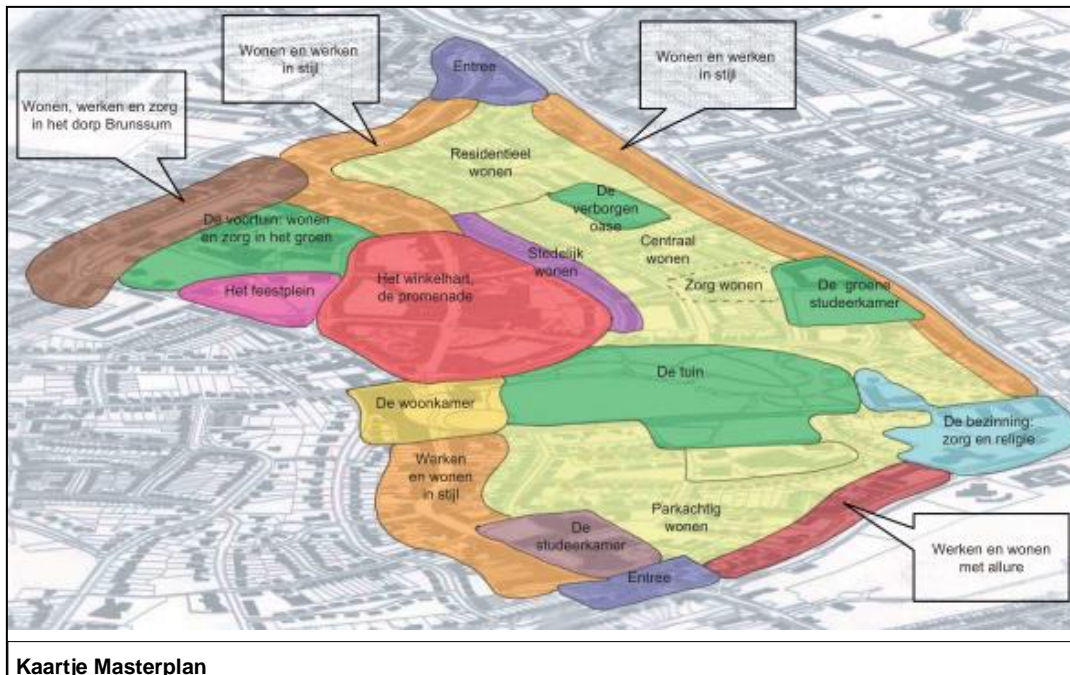 Wonen en werken
in stijl
Entree
Wonen en werken
in stijl
Wonen, werken en zorg
in het dorp Brunssum
Residentieel
wonen
De
verborgen
oase
De voortuin: wonen
en zorg in het groen
Stedelijk
wonen
Centraal
wonen
Het feestplein
Het winkelhart,
de promenade
Zorg wonen
De groene
studeerkamer
De tuin
De woonkamer
De bezinning:
zorg en religie
Werken
en wonen
in stijl
Parkachtig
wonen
De
studeerkamer
Entree
Werken en wonen
met allure
Kaartje Masterplan